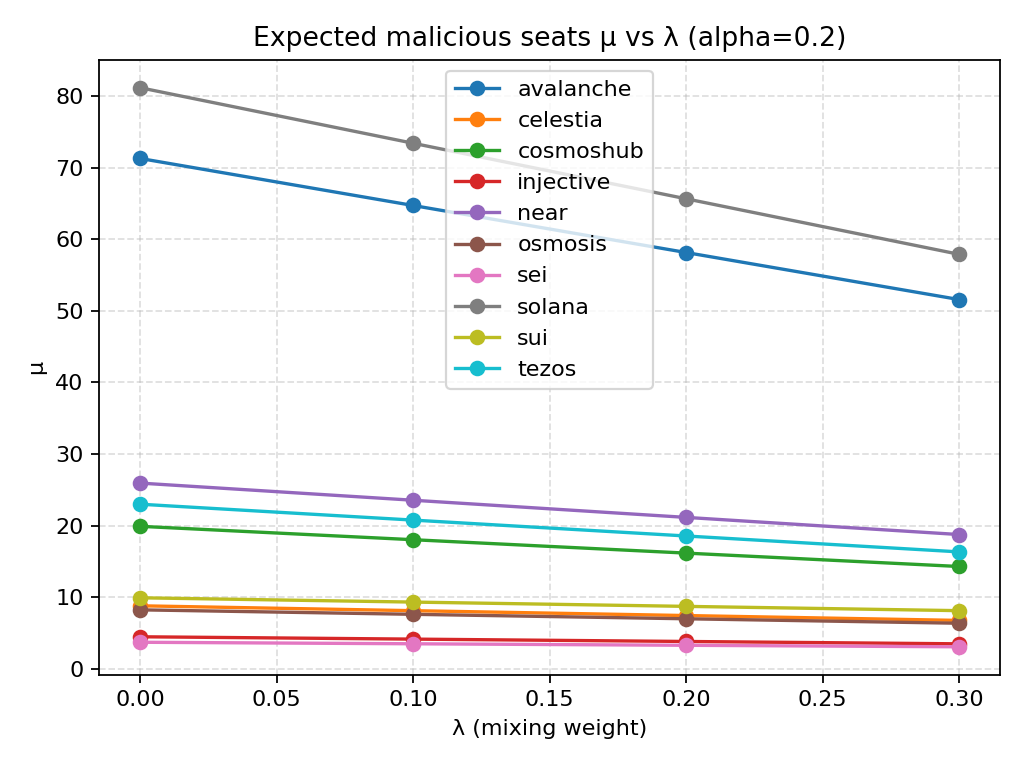 Expected malicious seats μ vs λ (alpha=0.2)
80
70
60
50
40
30
20
10
0
μ
avalanche
celestia
cosmoshub
injective
near
osmosis
sei
solana
sui
tezos
0.00
0.05
0.10
0.15
0.20
0.25
0.30
λ (mixing weight)